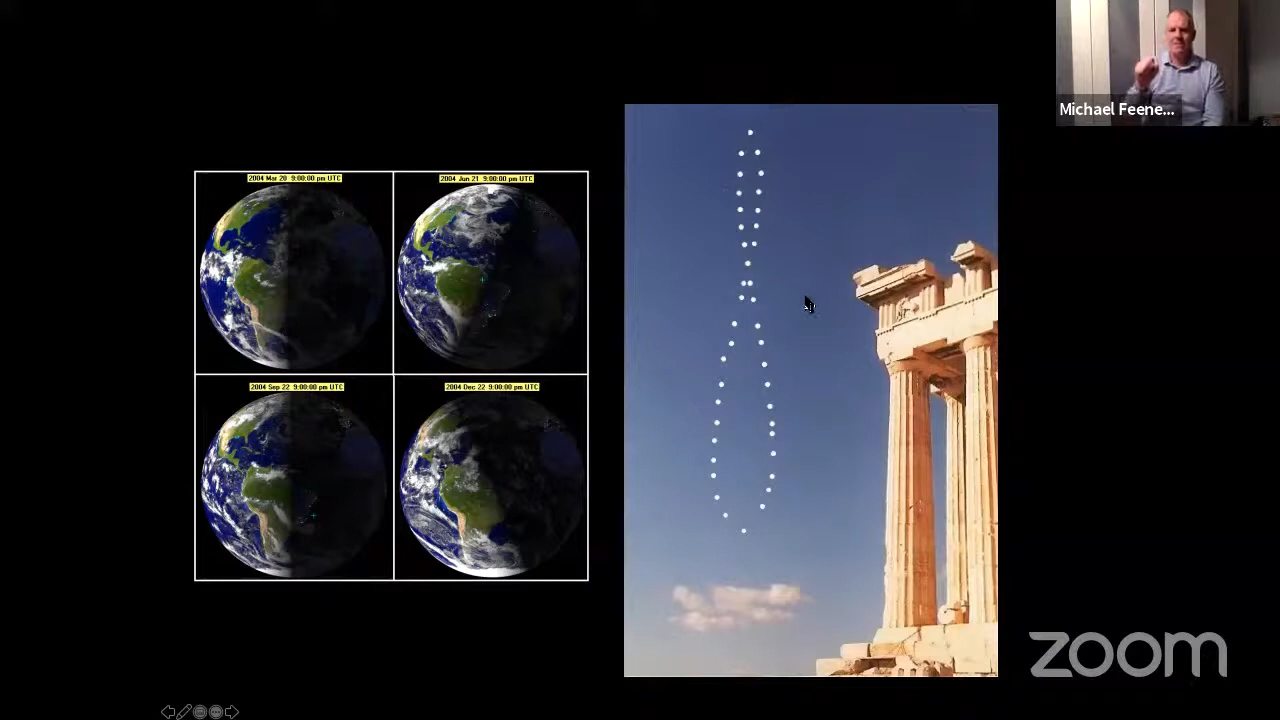 Michael Feene...
2004 Mar 20 9:00:00 pm UTC
2004 Jun 21 9:00:00 pm UTC
2004 Sep 22 9:00:00 pm UTC
2004 Dec 22 9:00:00 pm UTC
zoom